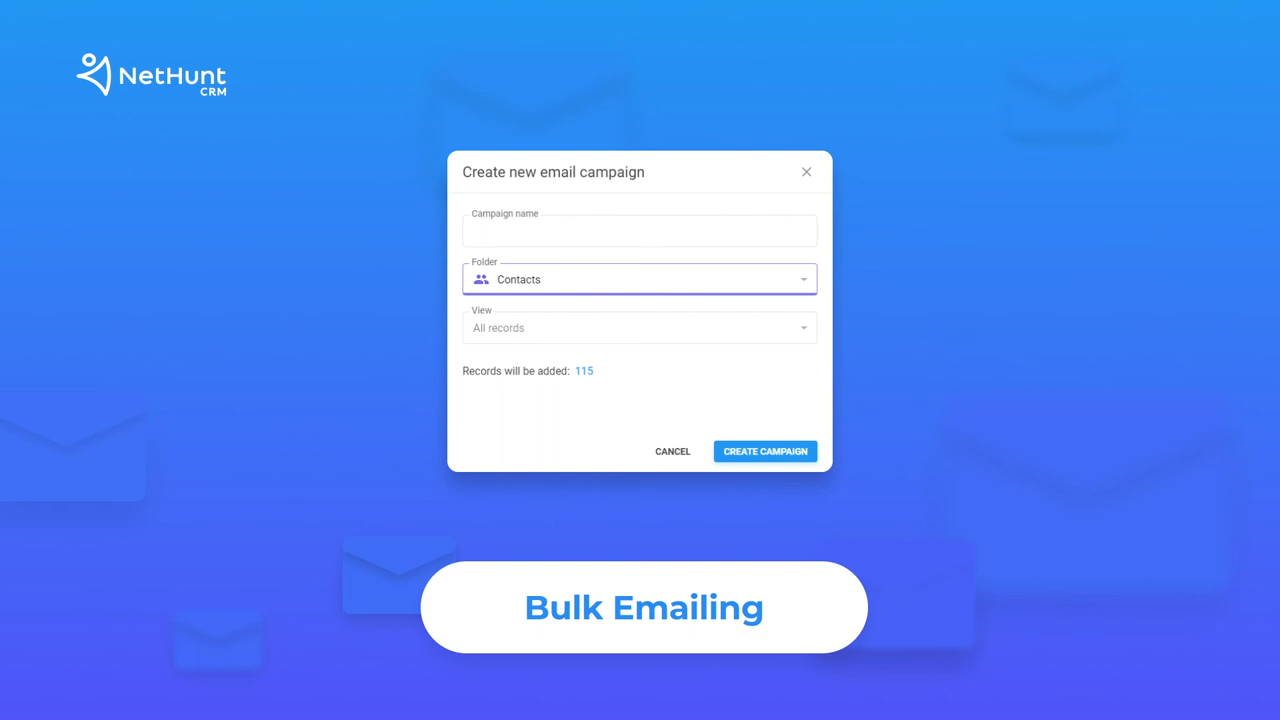 NetHunt
CRM
Create new email campaign
Campaign name
Folder
Contacts
View
All records
Records will be added: 115
CANCEL
CREATE CAMPAIGN
Bulk Emailing